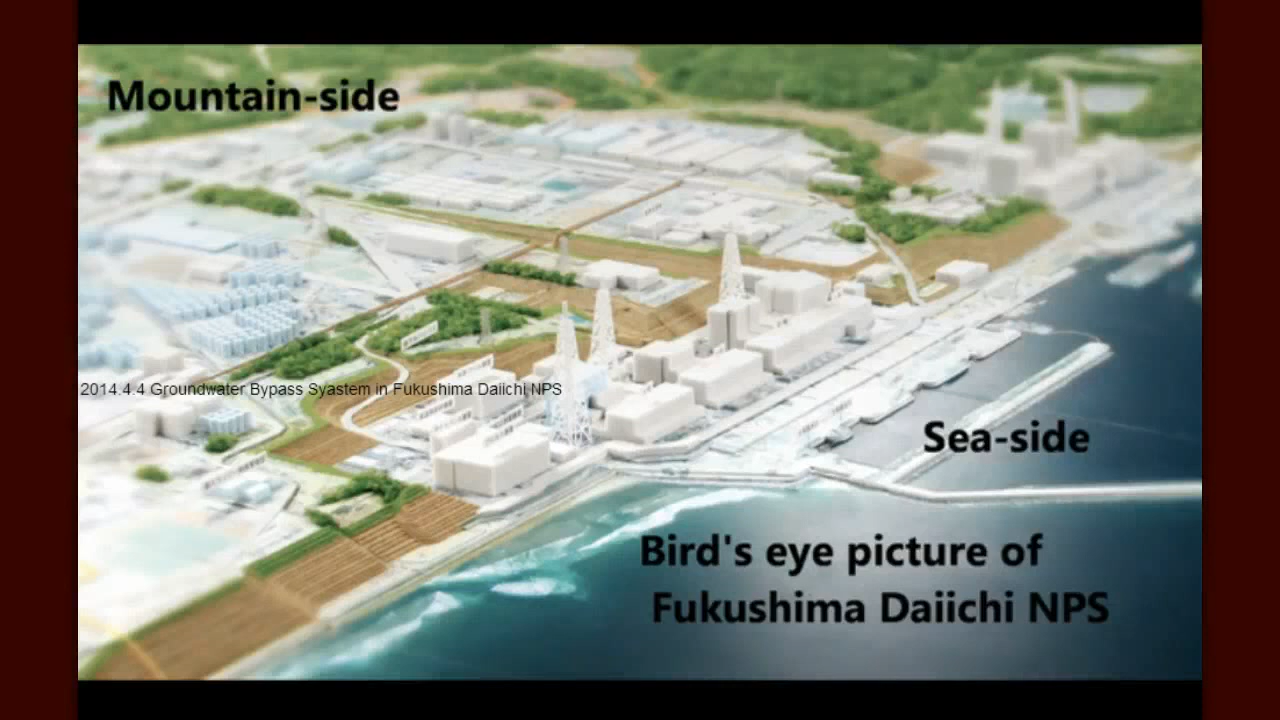 Mountain-side
2014.4.4 Groundwater Bypass Syastem in Fukushima Daiichi NPS
Sea-side
Bird's eye picture of
Fukushima Daiichi NPS